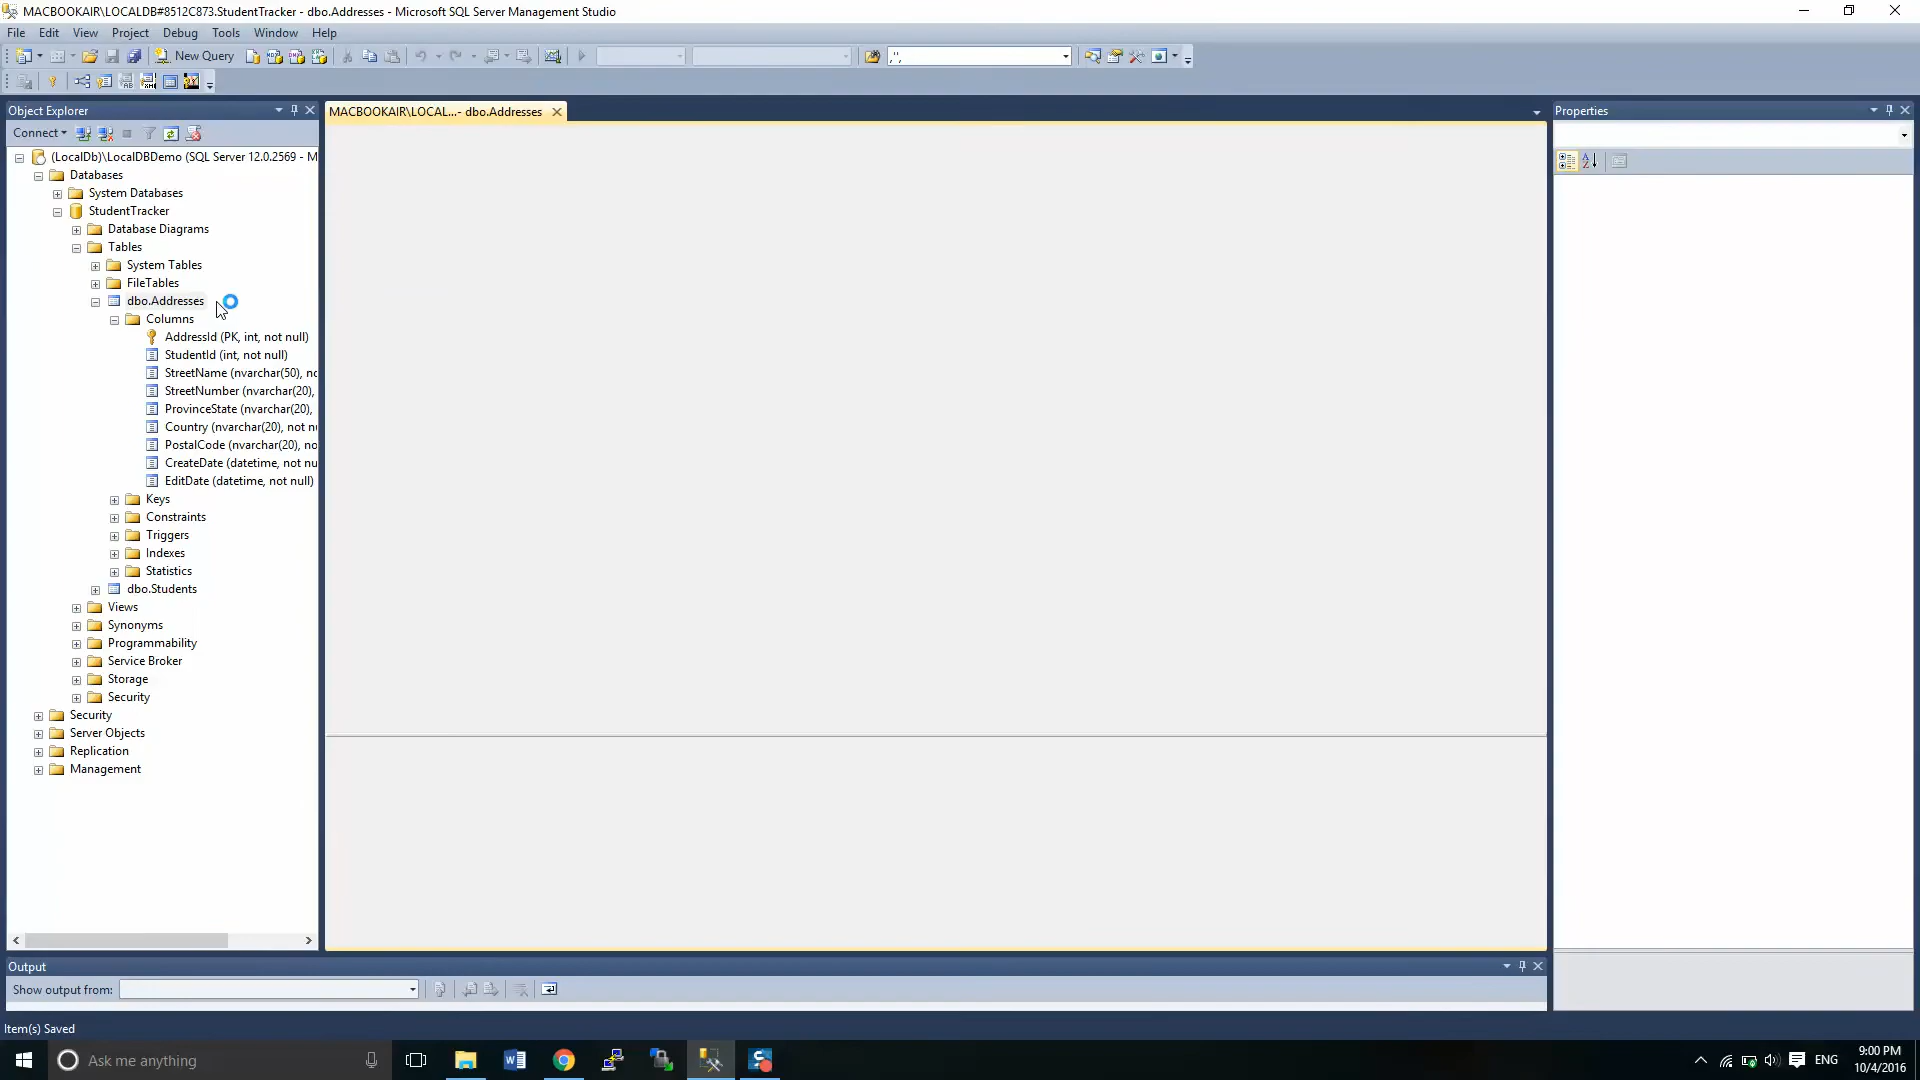 MACBOOKAIR\LOCALDB#8512C873.StudentTracker - dbo.Addresses - Microsoft SQL Server Management Studio
File Edit View Project Debug Tools Window Help
New Query , ;
Object Explorer
MACBOOKAIR\LOCAL...- dbo.Addresses
Properties
Connect
(LocalDb)\LocalDBDemo (SQL Server 12.0.2569 - M
Databases
System Databases
StudentTracker
Database Diagrams
Tables
System Tables
FileTables
dbo.Addresses
Columns
AddressId (PK, int, not null)
StudentId (int, not null)
StreetName (nvarchar(50), no
StreetNumber (nvarchar(20),
ProvinceState (nvarchar(20),
Country (nvarchar(20), not nu
PostalCode (nvarchar(20), no
CreateDate (datetime, not nu
EditDate (datetime, not null)
Keys
Constraints
Triggers
Indexes
Statistics
dbo.Students
Views
Synonyms
Programmability
Service Broker
Storage
Security
Security
Server Objects
Replication
Management
Output
Show output from:
Item(s) Saved
Ask me anything
ENG
9:00 PM
10/4/2016